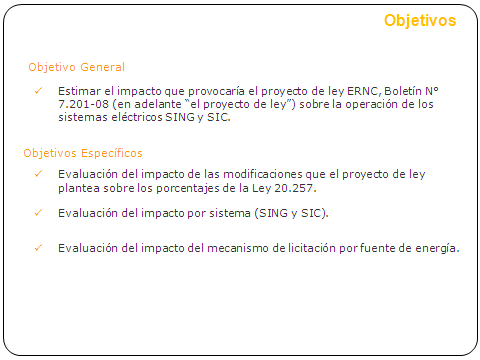 Objetivos
Objetivo General
✓ Estimar el impacto que provocaría el proyecto de ley ERNC, Boletín N°
7.201-08 (en adelante “el proyecto de ley”) sobre la operación de los
sistemas eléctricos SING y SIC.
Objetivos Específicos
✓ Evaluación del impacto de las modificaciones que el proyecto de ley
plantea sobre los porcentajes de la Ley 20.257.
✓ Evaluación del impacto por sistema (SING y SIC).
✓ Evaluación del impacto del mecanismo de licitación por fuente de energía.